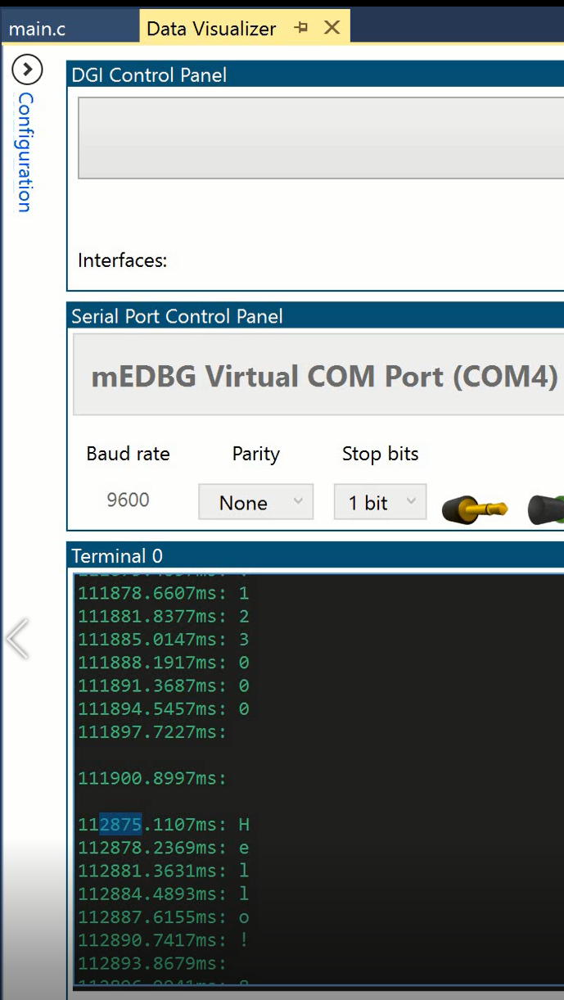 main.c
Data Visualizer
Configuration
DGI Control Panel
Interfaces:
Serial Port Control Panel
mEDBG Virtual COM Port (COM4)
Baud rate Parity Stop bits
9600 None 1 bit
Terminal 0
111878.6607ms: 1
111881.8377ms: 2
111885.0147ms: 3
111888.1917ms: 0
111891.3687ms: 0
111894.5457ms: 0
111897.7227ms:
111900.8997ms:
112875.1107ms: H
112878.2369ms: e
112881.3631ms: l
112884.4893ms: l
112887.6155ms: o
112890.7417ms: !
112893.8679ms: